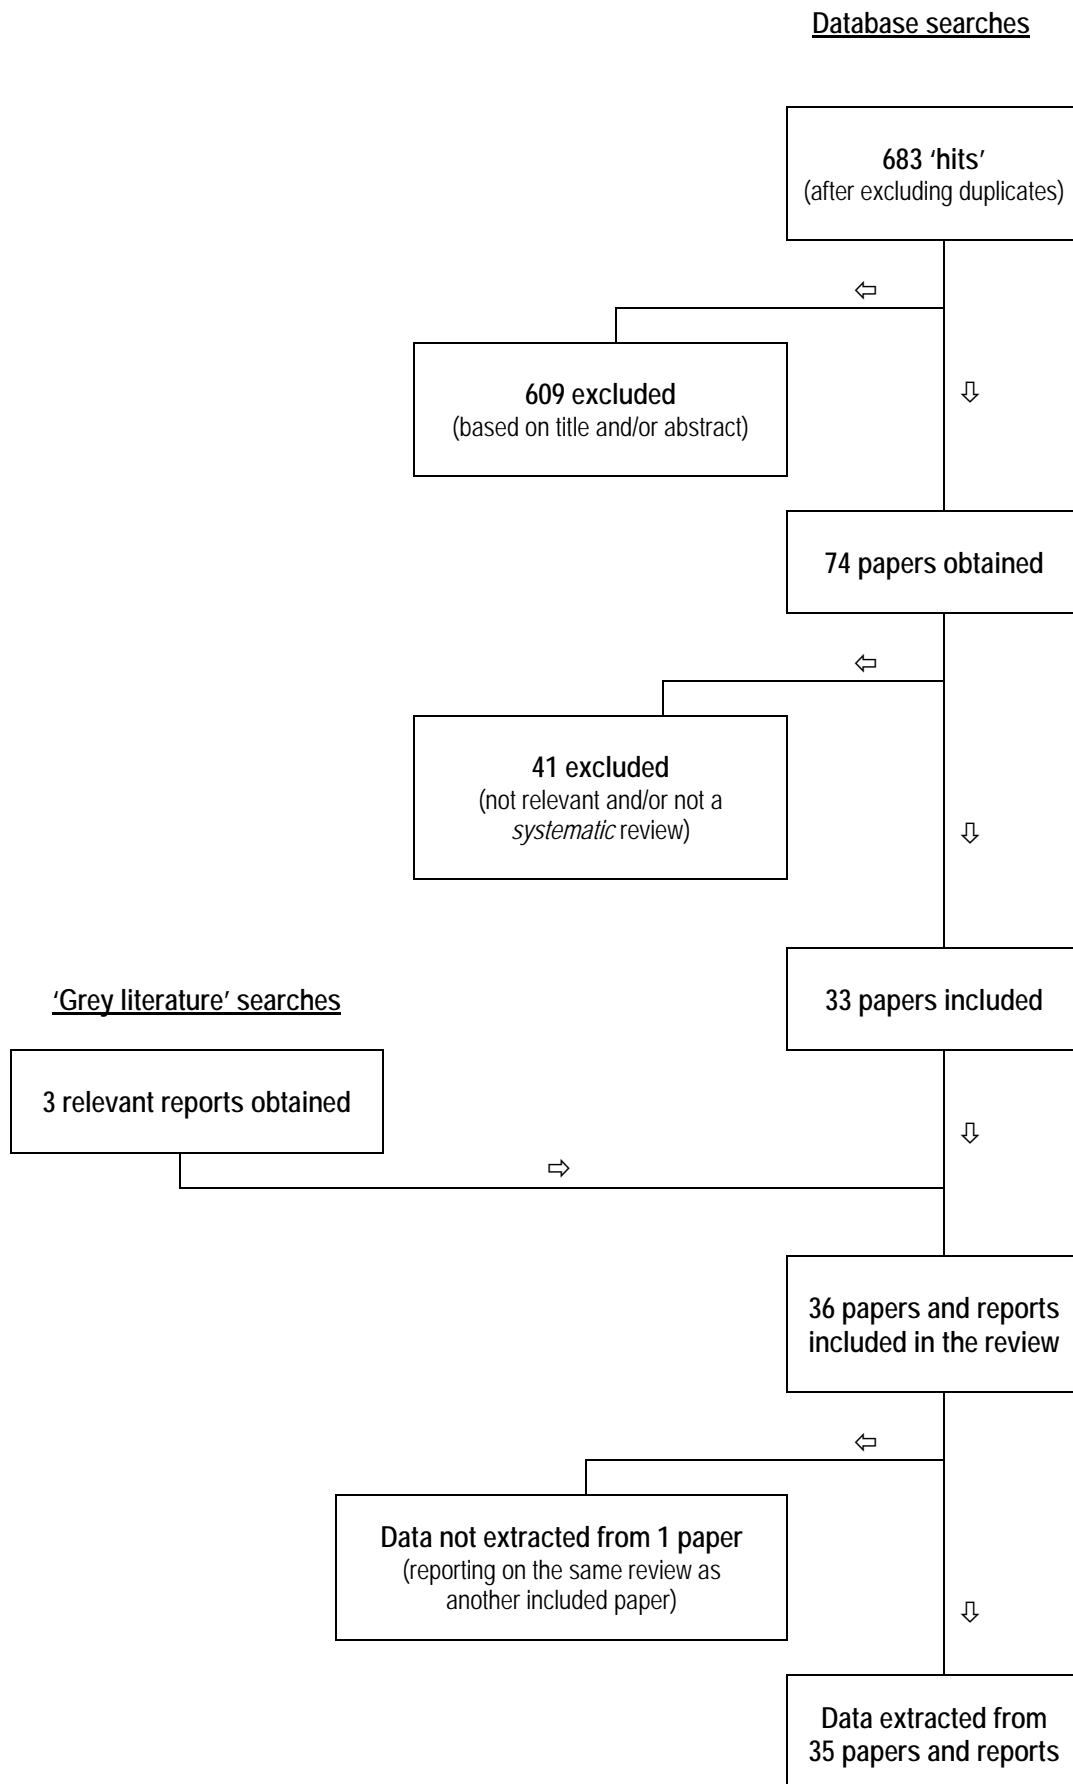 Database searches
683 ‘hits’
(after excluding duplicates)
609 excluded
(based on title and/or abstract)
74 papers obtained
41 excluded
(not relevant and/or not a
systematic review)
33 papers included
‘Grey literature’ searches
3 relevant reports obtained
36 papers and reports
included in the review
Data not extracted from 1 paper
(reporting on the same review as
another included paper)
Data extracted from
35 papers and reports